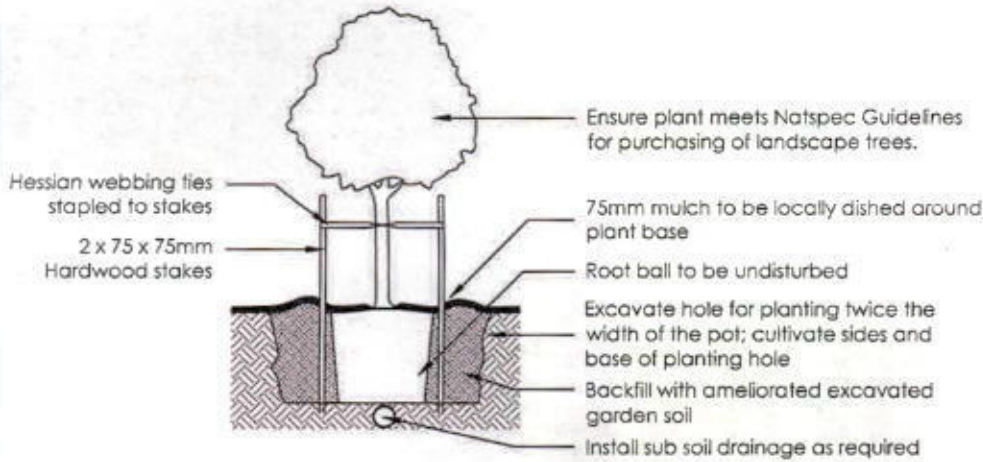 Ensure plant meets Natspec Guidelines
for purchasing of landscape trees.
Hessian webbing ties
stapled to stakes
2 x 75 x 75mm
Hardwood stakes
75mm mulch to be locally dished around
plant base
Root ball to be undisturbed
Excavate hole for planting twice the
width of the pot; cultivate sides and
base of planting hole
Backfill with ameliorated excavated
garden soil
Install sub soil drainage as required